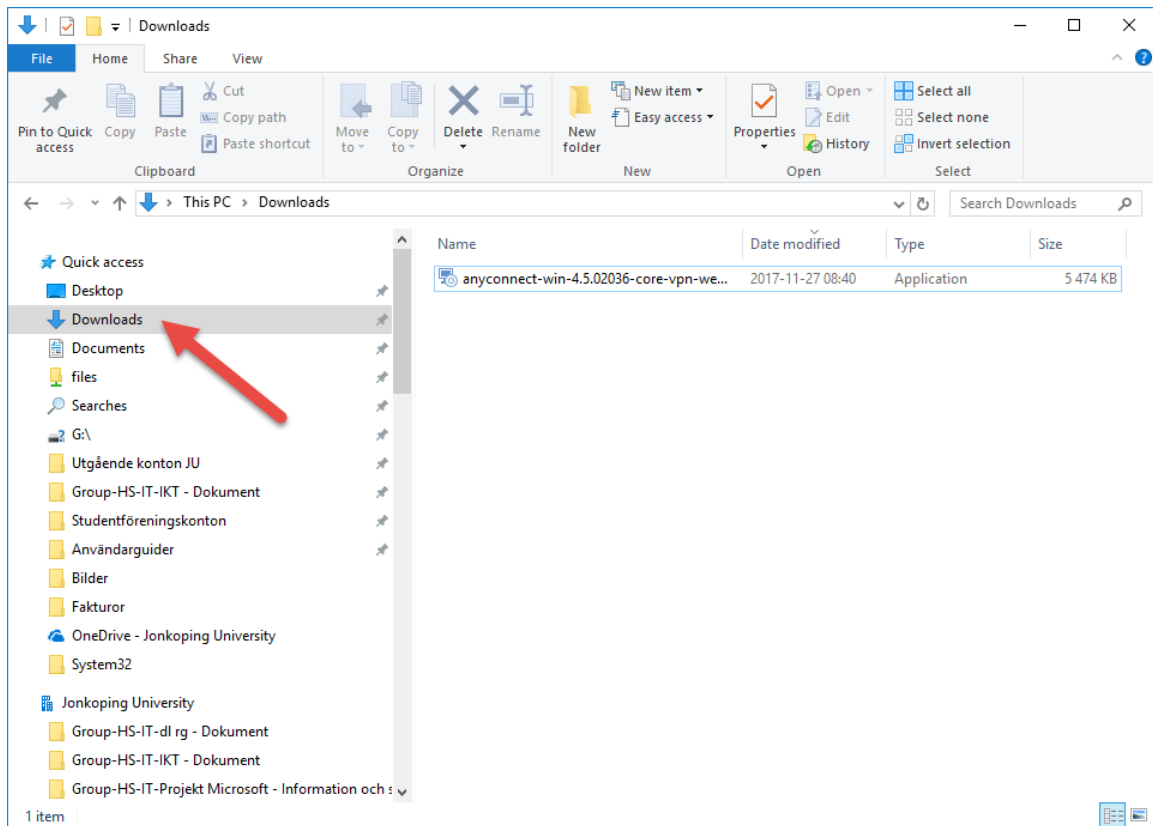 Downloads
File Home Share View
Pin to Quick access
Copy
Paste
Cut
Copy path
Paste shortcut
Clipboard
Move to
Copy to
Delete
Rename
Organize
New folder
New item
Easy access
New
Properties
Open
Edit
History
Open
Select all
Select none
Invert selection
Select
This PC > Downloads
Search Downloads
Quick access
Desktop
Downloads
Documents
files
Searches
G:\
Utgående konton JU
Group-HS-IT-IKT - Dokument
Studentföreningskonton
Användarguider
Bilder
Fakturor
OneDrive - Jonkoping University
System32
Jonkoping University
Group-HS-IT-dl rg - Dokument
Group-HS-IT-IKT - Dokument
Group-HS-IT-Projekt Microsoft - Information och s
Name Date modified Type Size
anyconnect-win-4.5.02036-core-vpn-we... 2017-11-27 08:40 Application 5 474 KB
1 item